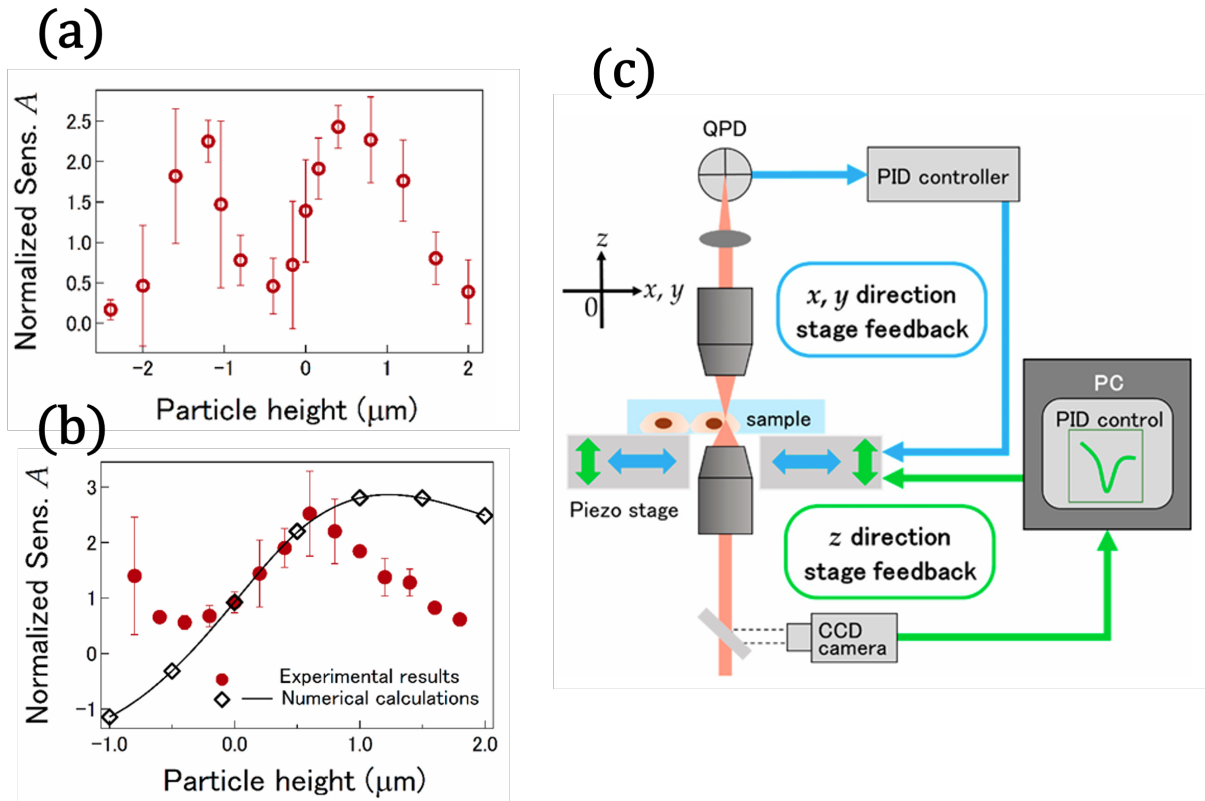 (a)
Normalized Sens. A
2.5
2.0
1.5
1.0
0.5
0.0
-2
-1
0
1
2
Particle height (μm)
(b)
Normalized Sens. A
3
2
1
0
-1
Experimental results
Numerical calculations
-1.0
0.0
1.0
2.0
Particle height (μm)
(c)
QPD
PID controller
z
0
x, y
x, y direction
stage feedback
PC
PID control
sample
Piezo stage
z direction
stage feedback
CCD
camera